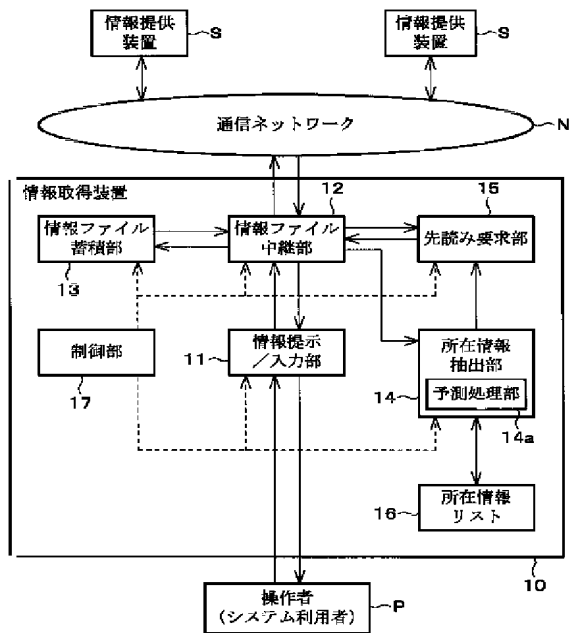 情報提供
装置
S
情報提供
装置
S
通信ネットワーク
N
情報取得装置
12
15
情報ファイル
蓄積部
13
情報ファイル
中継部
先読み要求部
制御部
17
11
情報提示
／入力部
所在情報
抽出部
14
予測処理部
14a
16
所在情報
リスト
10
操作者
(システム利用者)
P